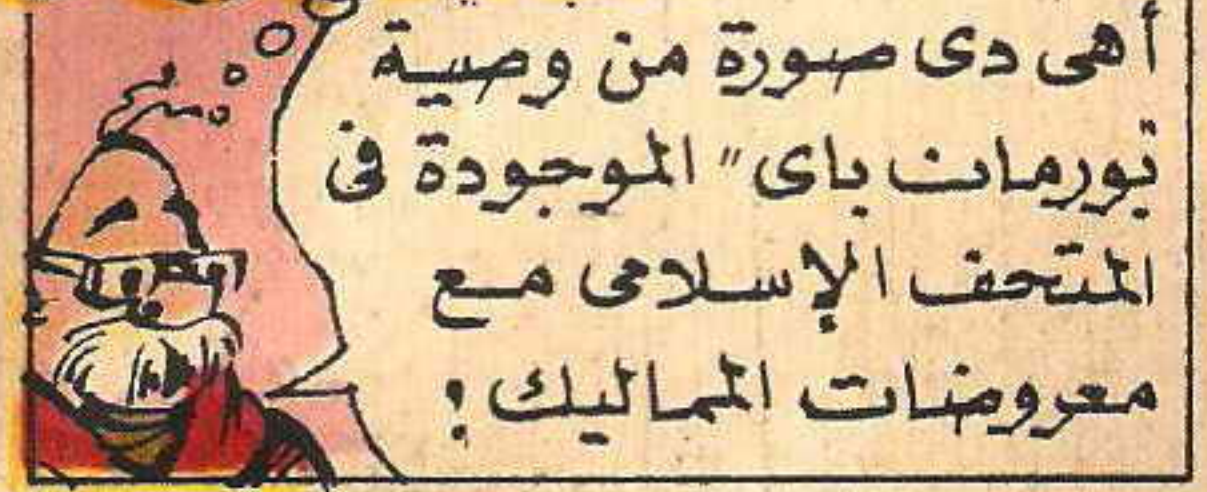 أهى دى صورة من وصية
تورمان باى" الموجودة فى
المتحف الإسلامى مع
معروضات المماليك !